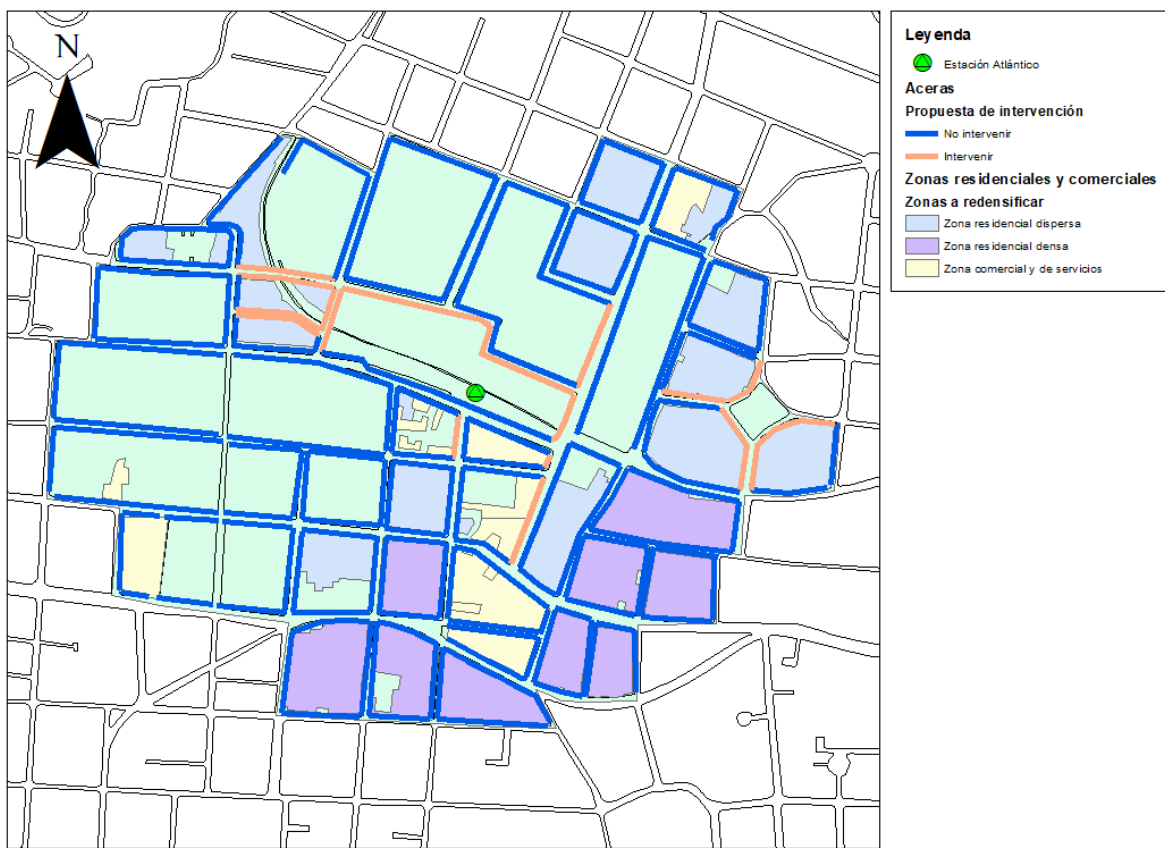 N
Leyenda
Estación Atlántico
Aceras
Propuesta de intervención
No intervenir
Intervenir
Zonas residenciales y comerciales
Zonas a redensificar
Zona residencial dispersa
Zona residencial densa
Zona comercial y de servicios